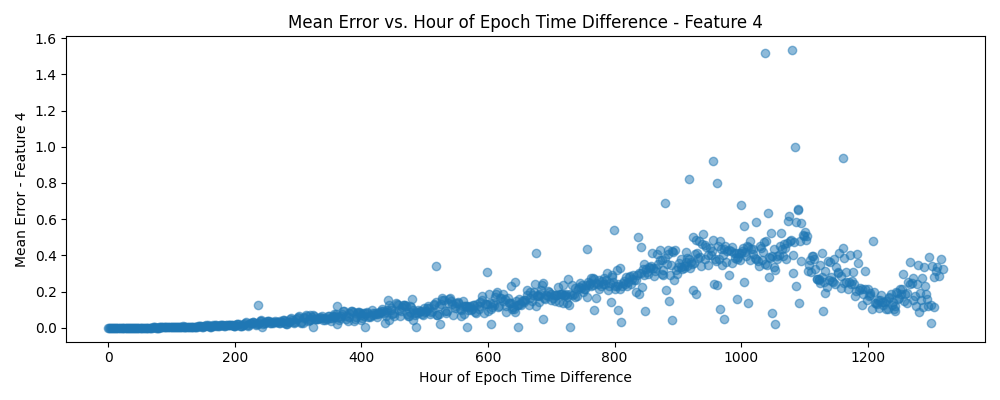 Mean Error vs. Hour of Epoch Time Difference - Feature 4
1.6
1.4
1.2
1.0
0.8
0.6
0.4
0.2
0.0
Mean Error - Feature 4
0 200 400 600 800 1000 1200
Hour of Epoch Time Difference